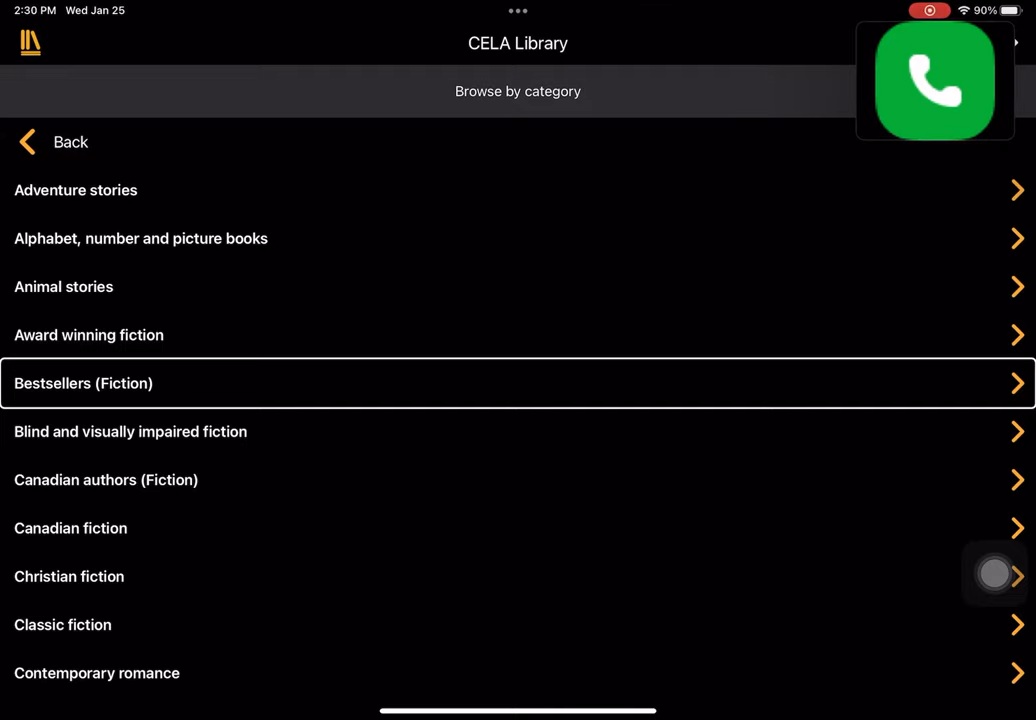 2:30 PM Wed Jan 25
90%
CELA Library
Browse by category
Back
Adventure stories
Alphabet, number and picture books
Animal stories
Award winning fiction
Bestsellers (Fiction)
Blind and visually impaired fiction
Canadian authors (Fiction)
Canadian fiction
Christian fiction
Classic fiction
Contemporary romance